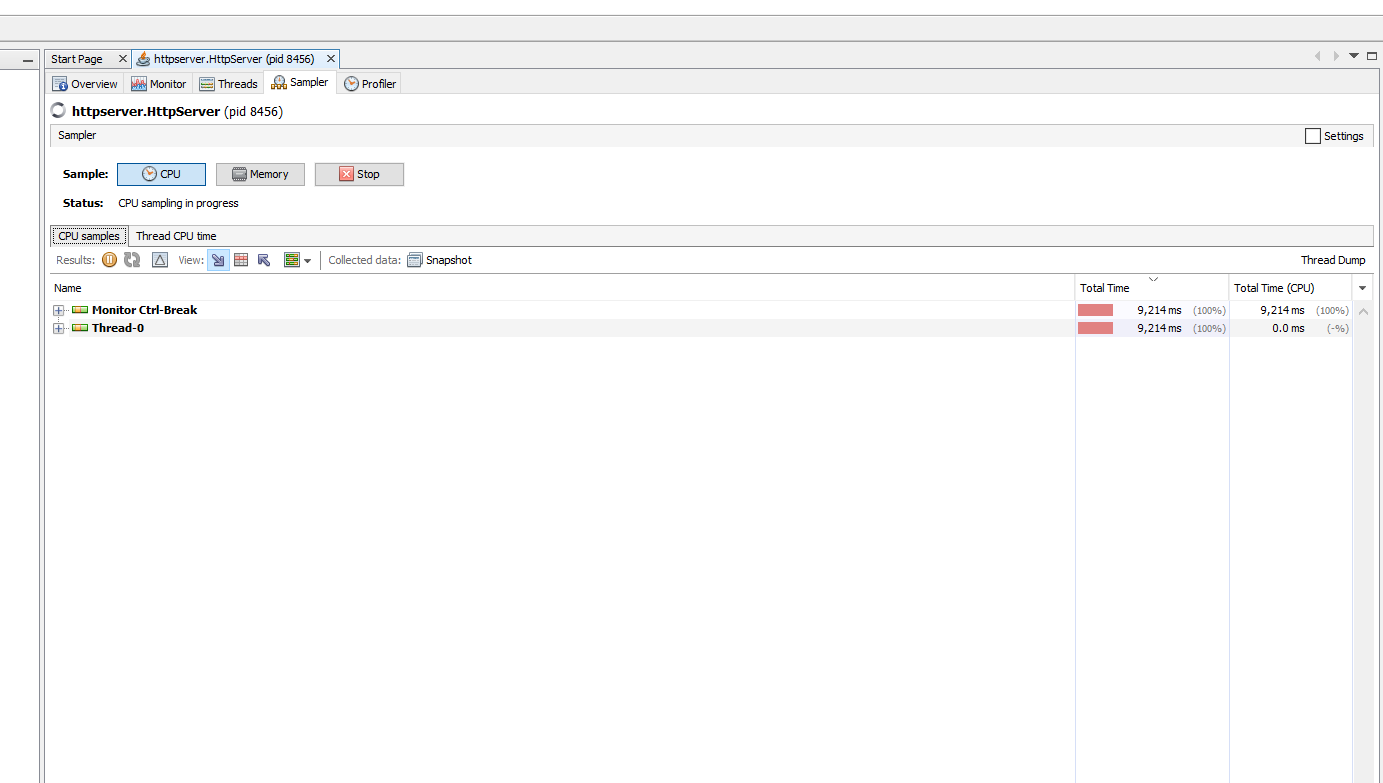 Start Page httpserver.HttpServer (pid 8456)
Overview Monitor Threads Sampler Profiler
httpserver.HttpServer (pid 8456)
Sampler Settings
Sample: CPU Memory Stop
Status: CPU sampling in progress
CPU samples Thread CPU time
Results: View: Collected data: Snapshot Thread Dump
Name Total Time Total Time (CPU)
Monitor Ctrl-Break 9,214 ms (100%) 9,214 ms (100%)
Thread-0 9,214 ms (100%) 0.0 ms (-%)